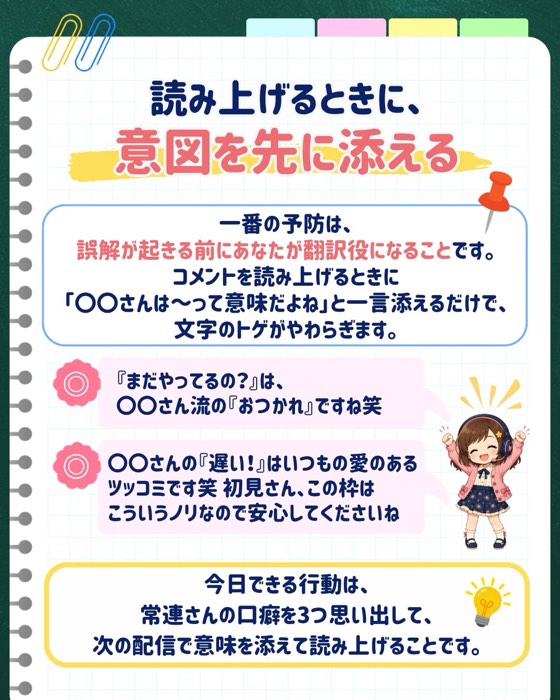 読み上げるときに、
意図を先に添える
一番の予防は、
誤解が起きる前にあなたが翻訳役になることです。
コメントを読み上げるときに
「〇〇さんは〜って意味だよね」と一言添えるだけで、
文字のトゲがやわらぎます。
『まだやってるの？』は、
〇〇さん流の『おつかれ』ですね笑
〇〇さんの『遅い！』はいつもの愛のある
ツッコミです笑 初見さん、この枠は
こういうノリなので安心してくださいね
今日できる行動は、
常連さんの口癖を3つ思い出して、
次の配信で意味を添えて読み上げることです。